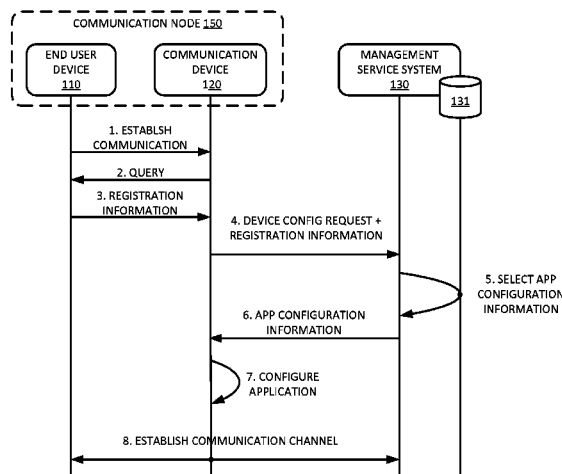 COMMUNICATION NODE 150
END USER
DEVICE
110
COMMUNICATION
DEVICE
120
MANAGEMENT
SERVICE SYSTEM
130
131
1. ESTABLSH
COMMUNICATION
2. QUERY
3. REGISTRATION
INFORMATION
4. DEVICE CONFIG REQUEST +
REGISTRATION INFORMATION
5. SELECT APP
CONFIGURATION
INFORMATION
6. APP CONFIGURATION
INFORMATION
7. CONFIGURE
APPLICATION
8. ESTABLISH COMMUNICATION CHANNEL